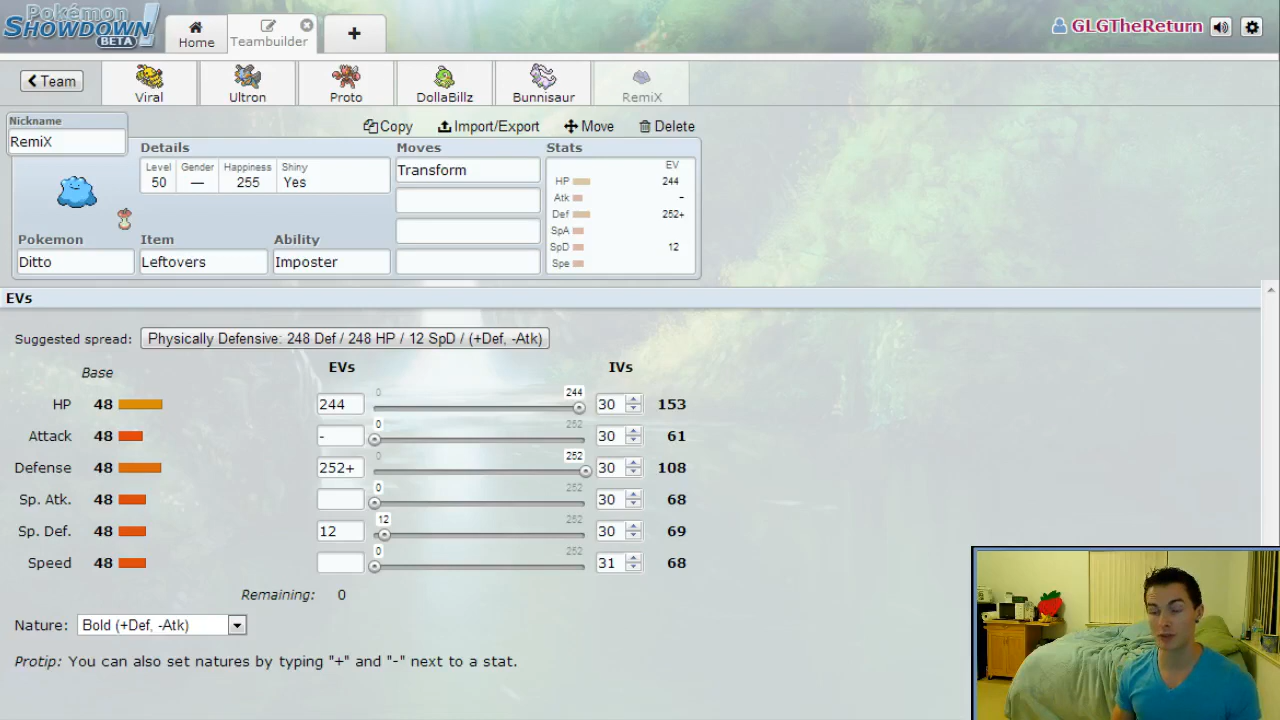 Pokémon
SHOWDOWN!
BETA
Home
Teambuilder
+
GLGTheReturn
Team
Viral
Ultron
Proto
DollaBillz
Bunnisaur
RemiX
Nickname
RemiX
Copy
Import/Export
Move
Delete
Details
Moves
Stats
Level
Gender
Happiness
Shiny
50
—
255
Yes
Transform
EV
HP 244
Atk -
Def 252+
SpA
SpD 12
Spe
Pokemon
Item
Ability
Ditto
Leftovers
Imposter
EVs
Suggested spread: Physically Defensive: 248 Def / 248 HP / 12 SpD / (+Def, -Atk)
Base
EVs
IVs
0 244
HP 48 244 30 153
0 252
Attack 48 - 30 61
0 252
Defense 48 252+ 30 108
0 252
Sp. Atk. 48 30 68
12 252
Sp. Def. 48 12 30 69
0 252
Speed 48 31 68
Remaining: 0
Nature: Bold (+Def, -Atk)
Protip: You can also set natures by typing "+" and "-" next to a stat.